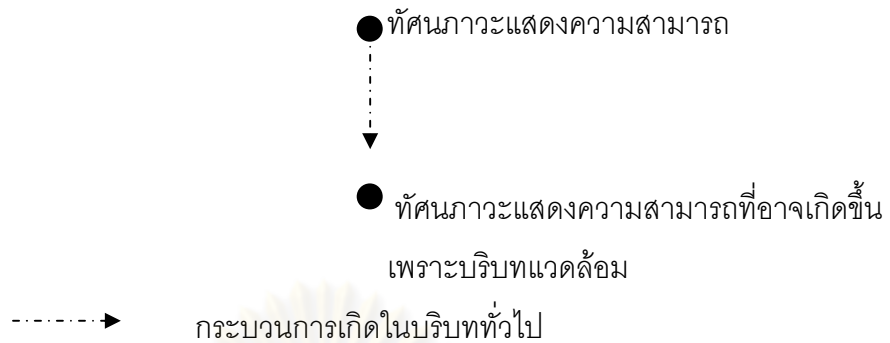 ทัศนภาวะแสดงความสามารถ
ทัศนภาวะแสดงความสามารถที่อาจเกิดขึ้น
เพราะบริบทแวดล้อม
กระบวนการเกิดในบริบททั่วไป